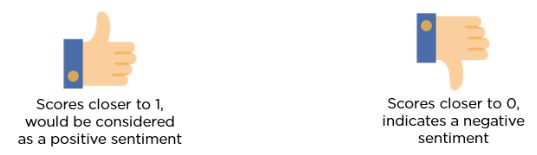 Scores closer to 1,
would be considered
as a positive sentiment
Scores closer to 0,
indicates a negative
sentiment